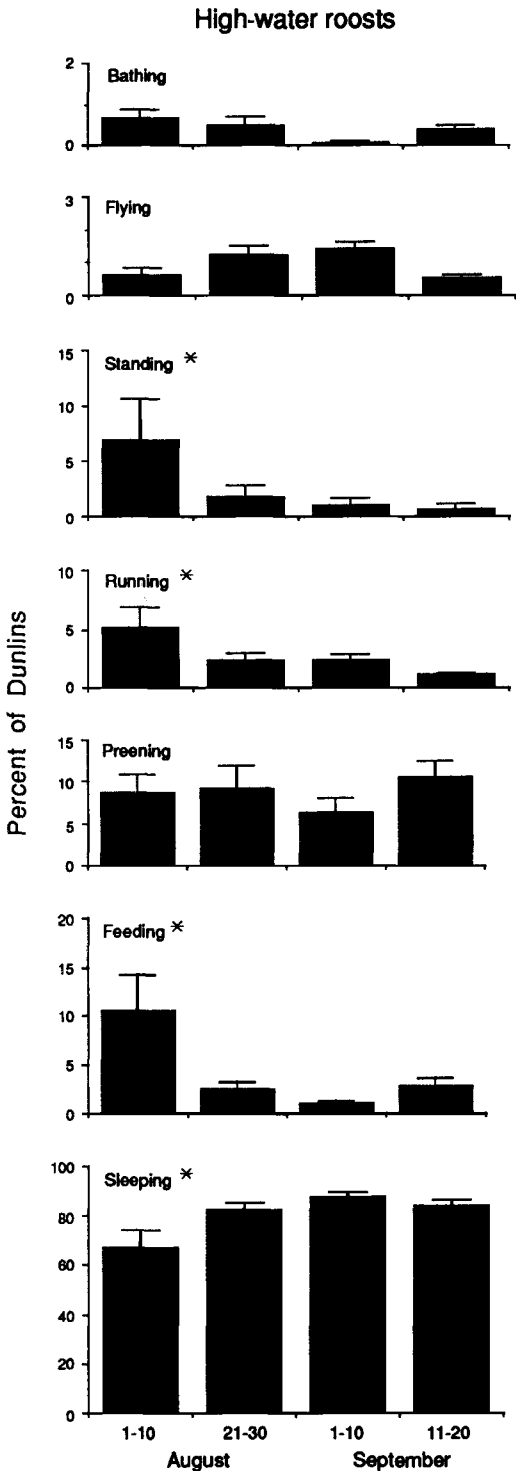 High-water roosts
Percent of Dunlins
Bathing
2
0
Flying
3
0
Standing *
15
10
5
0
Running *
10
5
0
Preening
15
10
5
0
Feeding *
20
15
10
5
0
Sleeping *
100
80
60
40
20
0
1-10 21-30 1-10 11-20
August September